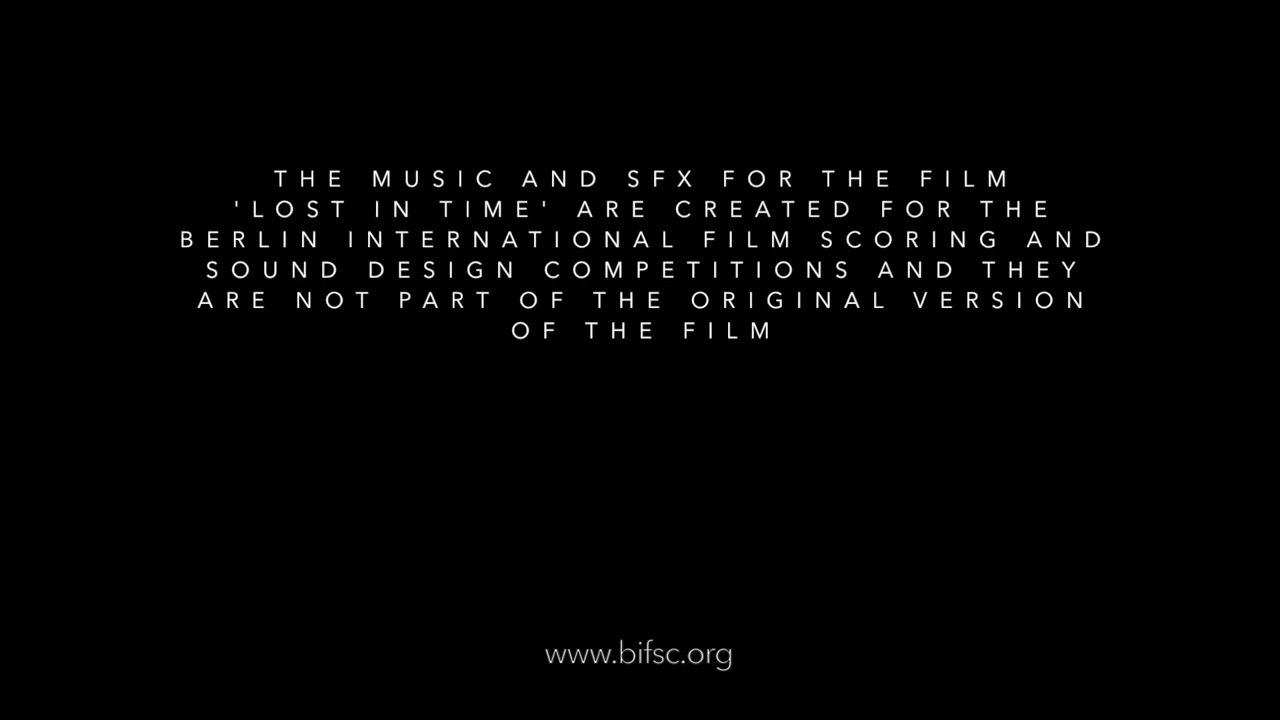 THE MUSIC AND SFX FOR THE FILM
'LOST IN TIME' ARE CREATED FOR THE
BERLIN INTERNATIONAL FILM SCORING AND
SOUND DESIGN COMPETITIONS AND THEY
ARE NOT PART OF THE ORIGINAL VERSION
OF THE FILM
www.bifsc.org